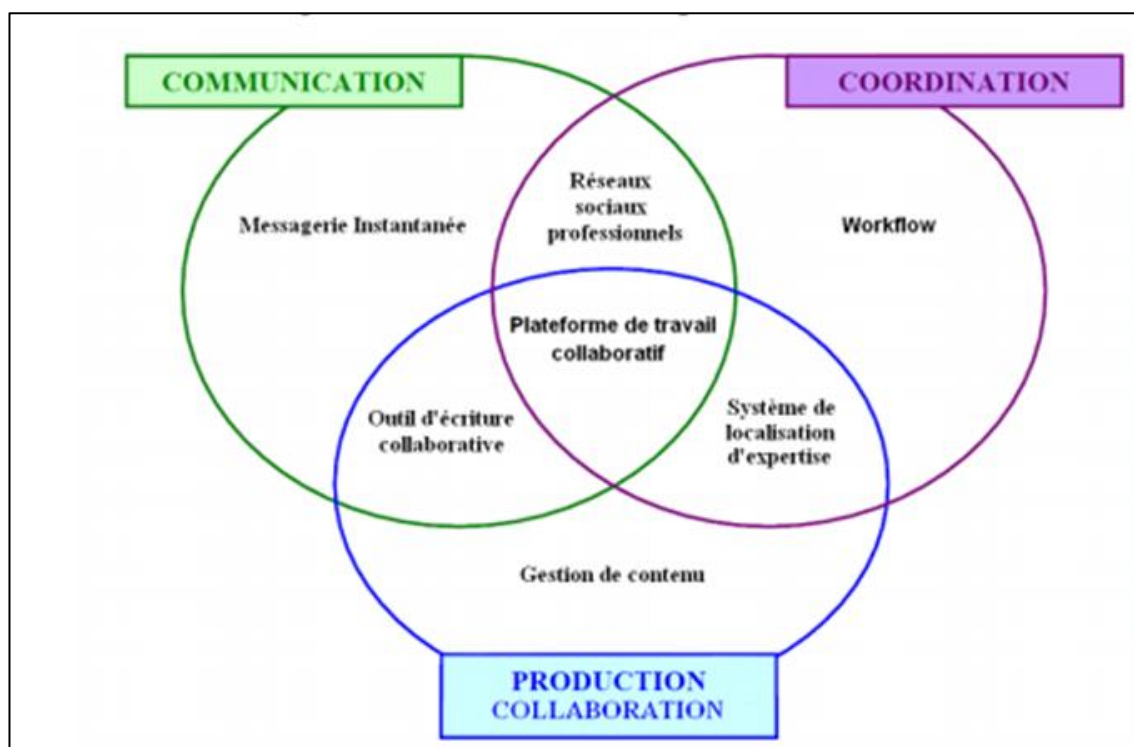 COMMUNICATION
COORDINATION
Réseaux
sociaux
professionnels
Messagerie Instantanée
Workflow
Plateforme de travail
collaboratif
Outil d'écriture
collaborative
Système de
localisation
d'expertise
Gestion de contenu
PRODUCTION
COLLABORATION